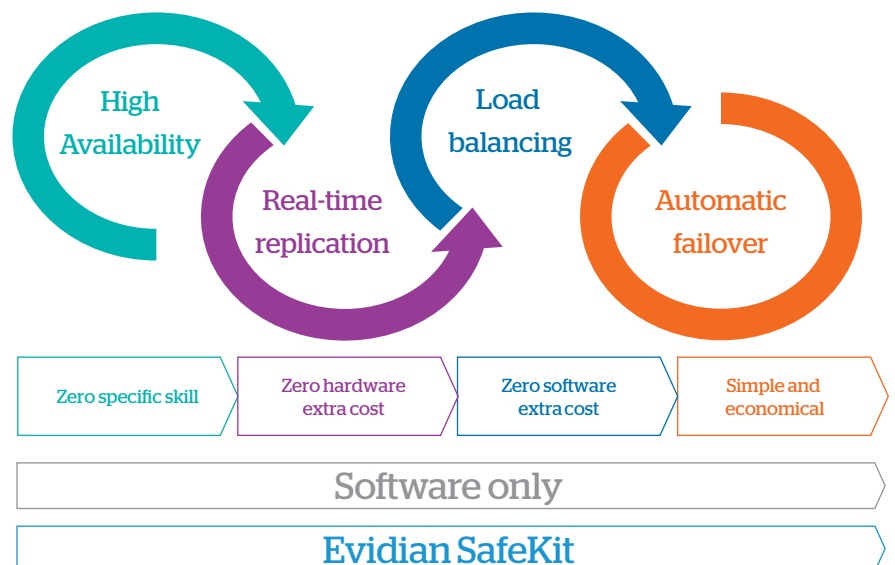 High
Availability
Real-time
replication
Load
balancing
Automatic
failover
Zero specific skill
Zero hardware
extra cost
Zero software
extra cost
Simple and
economical
Software only
Evidian SafeKit